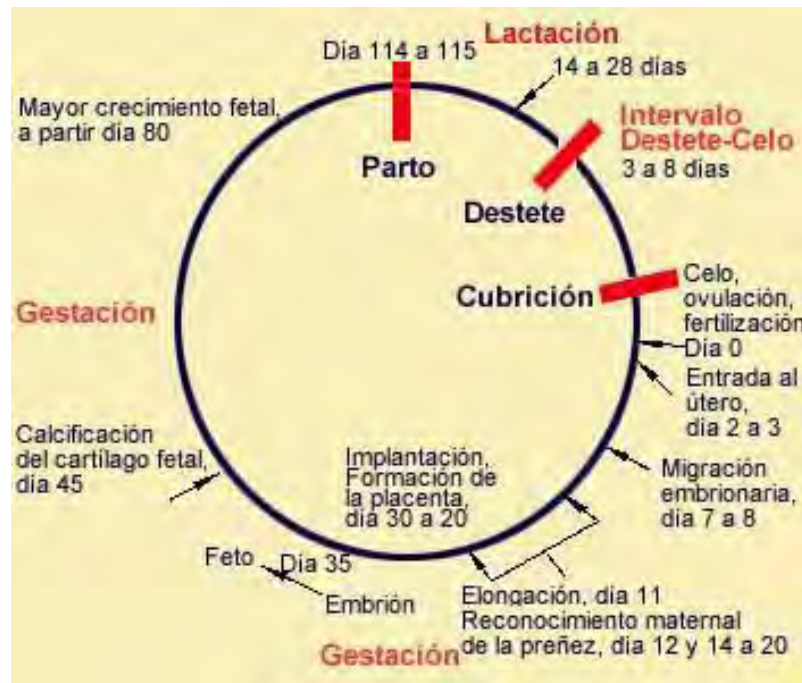 Lactación
Día 114 a 115
14 a 28 días
Mayor crecimiento fetal,
a partir día 80
Intervalo
Destete-Celo
3 a 8 dias
Parto
Destete
Cubrición
Celo,
ovulación,
fertilización
Día 0
Gestación
Entrada al
útero,
día 2 a 3
Calcificación
del cartílago fetal,
día 45
Implantación,
Formación de
la placenta,
día 30 a 20
Migración
embrionaria,
día 7 a 8
Feto
Día 35
Embrión
Elongación, día 11
Reconocimiento maternal
de la preñez, día 12 y 14 a 20
Gestación